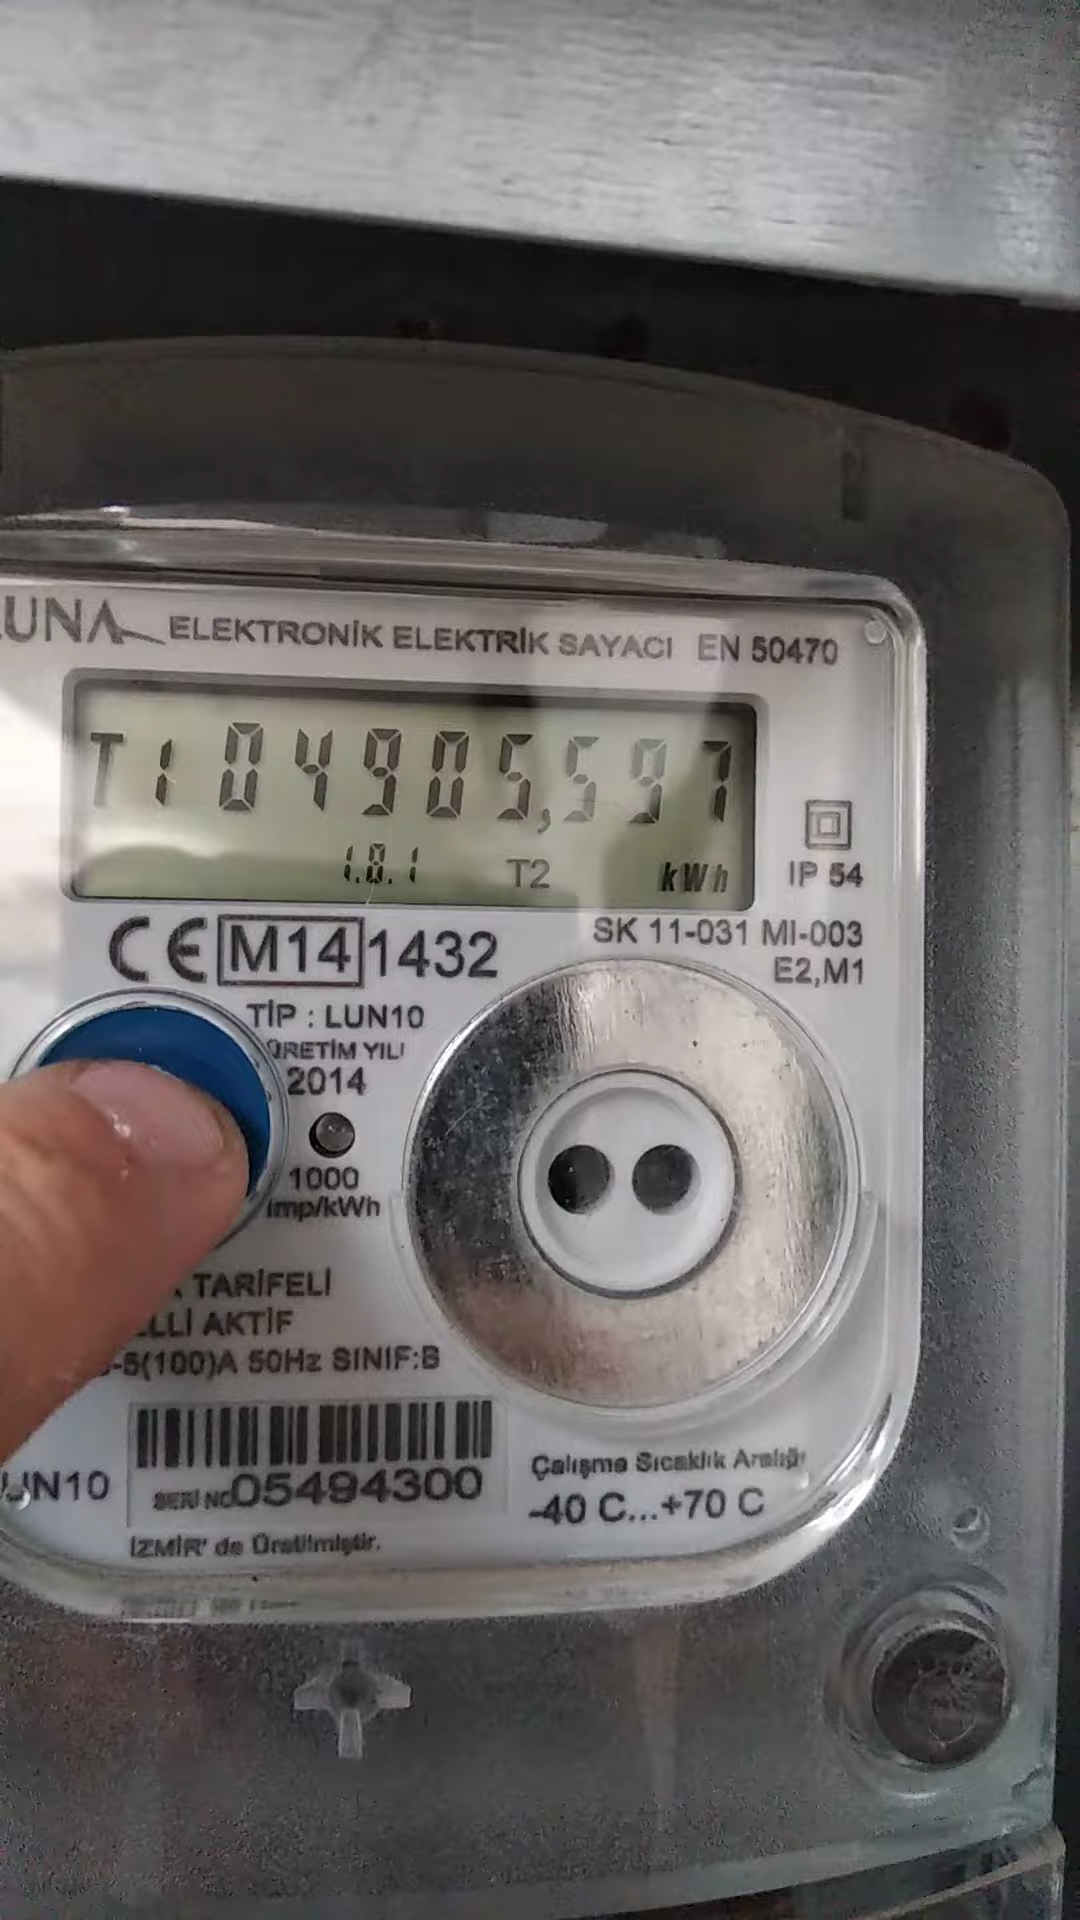 LUNA ELEKTRONİK ELEKTRİK SAYACI EN 50470
T1 04905,597
1.8.1 T2 kWh
IP 54
CE M14 1432
SK 11-031 MI-003
E2,M1
TİP : LUN10
ÜRETİM YILI
2014
1000
imp/kWh
TARİFELİ
AKTİF
-5(100)A 50Hz SINIF:B
LUN10
SERİ NO 05494300
Çalışma Sıcaklık Aralığı
-40 C...+70 C
İZMİR' de Üretilmiştir.